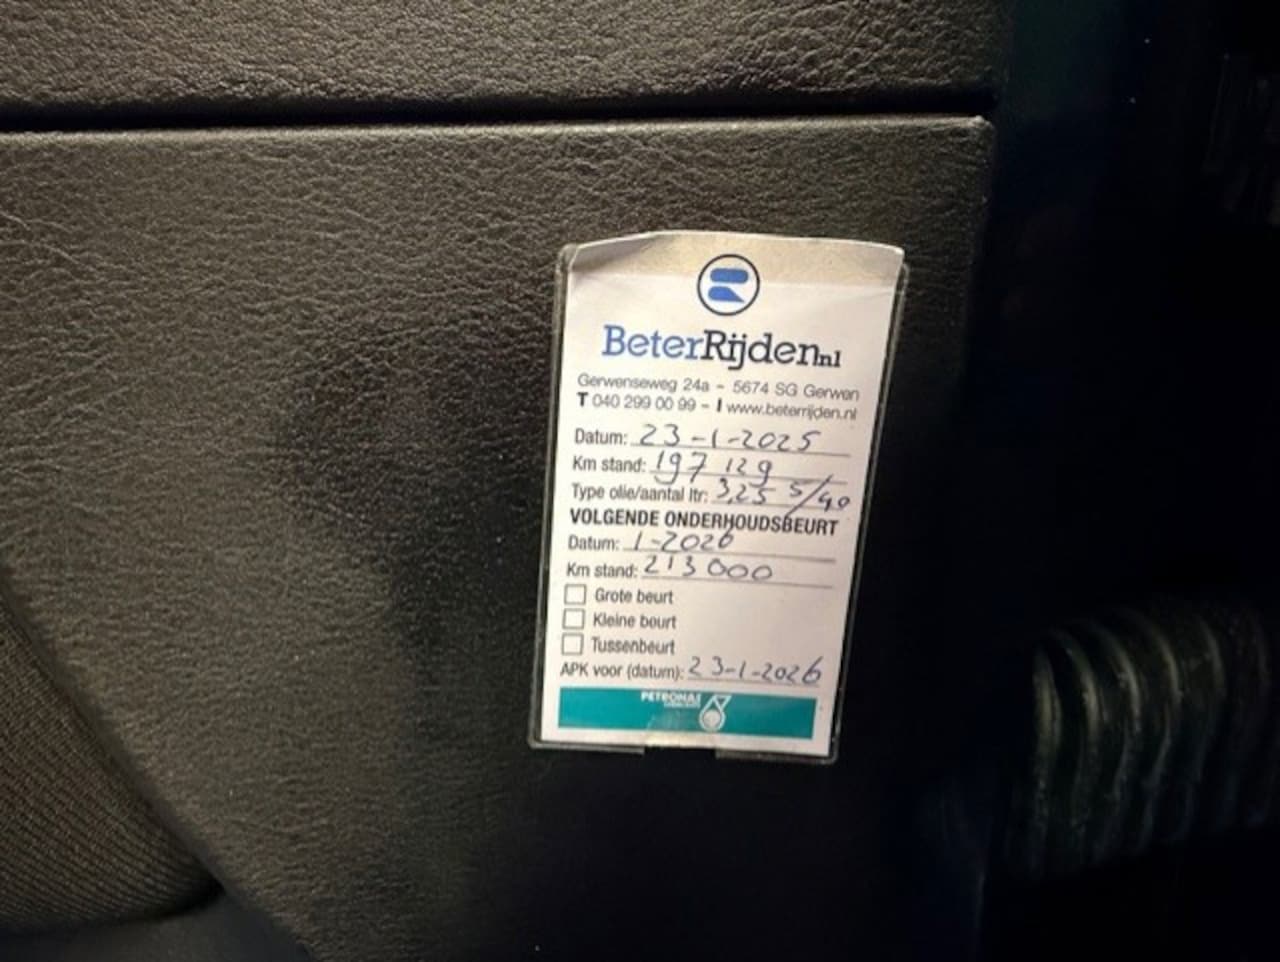 BeterRijden.nl
Gerwenseweg 24a - 5674 SG Gerwen
T 040 299 00 99 - I www.beterrijden.nl
Datum: 23-1-2025
Km stand: 197 129
Type olie/aantal ltr: 3,25 5/40
VOLGENDE ONDERHOUDSBEURT
Datum: 1-2026
Km stand: 213000
Grote beurt
Kleine beurt
Tussenbeurt
APK voor (datum): 23-1-2026
PETRONAS